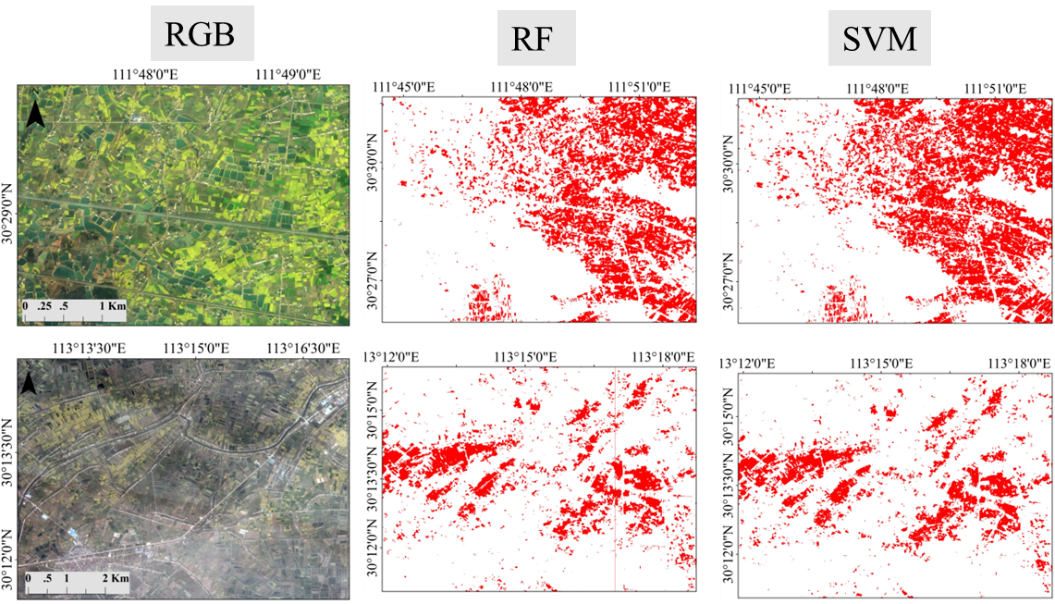 RGB
RF
SVM
111°48'0"E 111°49'0"E
111°45'0"E 111°48'0"E 111°51'0"E
111°45'0"E 111°48'0"E 111°51'0"E
N
30°29'0"N
0 .25 .5 1 Km
30°30'0"N
30°27'0"N
30°30'0"N
30°27'0"N
113°13'30"E 113°15'0"E 113°16'30"E
13°12'0"E 113°15'0"E 113°18'0"E
13°12'0"E 113°15'0"E 113°18'0"E
30°13'30"N
30°12'0"N
0 .5 1 2 Km
30°15'0"N
30°13'30"N
30°12'0"N
30°15'0"N
30°13'30"N
30°12'0"N